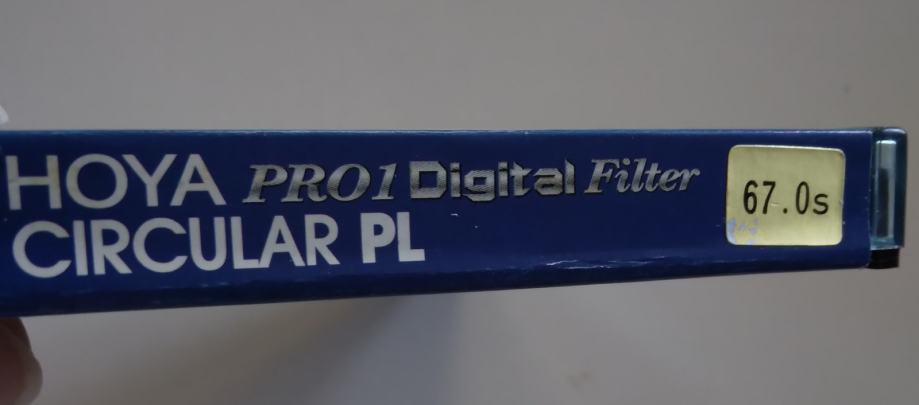 HOYA PRO1 Digital Filter
CIRCULAR PL
67.0s